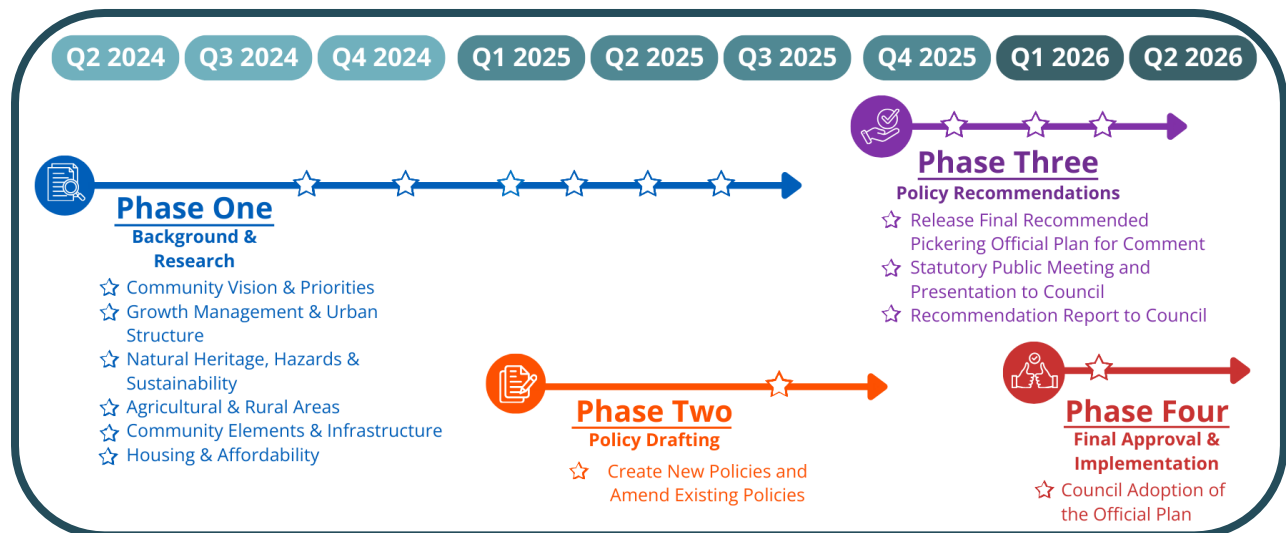 Q2 2024 Q3 2024 Q4 2024 Q1 2025 Q2 2025 Q3 2025 Q4 2025 Q1 2026 Q2 2026
Phase One
Background &
Research
Community Vision & Priorities
Growth Management & Urban
Structure
Natural Heritage, Hazards &
Sustainability
Agricultural & Rural Areas
Community Elements & Infrastructure
Housing & Affordability
Phase Two
Policy Drafting
Create New Policies and
Amend Existing Policies
Phase Three
Policy Recommendations
Release Final Recommended
Pickering Official Plan for Comment
Statutory Public Meeting and
Presentation to Council
Recommendation Report to Council
Phase Four
Final Approval &
Implementation
Council Adoption of
the Official Plan